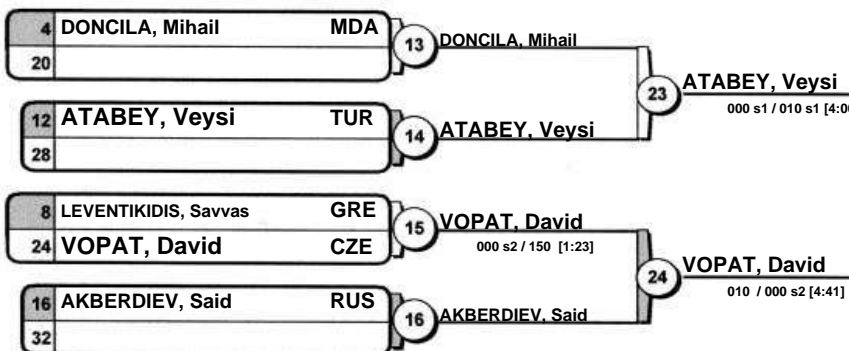 4 DONCILA, Mihail MDA
20
13 DONCILA, Mihail
12 ATABEY, Veysi TUR
28
14 ATABEY, Veysi
23 ATABEY, Veysi
000 s1 / 010 s1
8 LEVENTIKIDIS, Savvas GRE
24 VOPAT, David CZE
15 VOPAT, David
000 s2 / 150 [1:23]
16 AKBERDIEV, Said RUS
32
16 AKBERDIEV, Said
24 VOPAT, David
010 / 000 s2 [4:41]